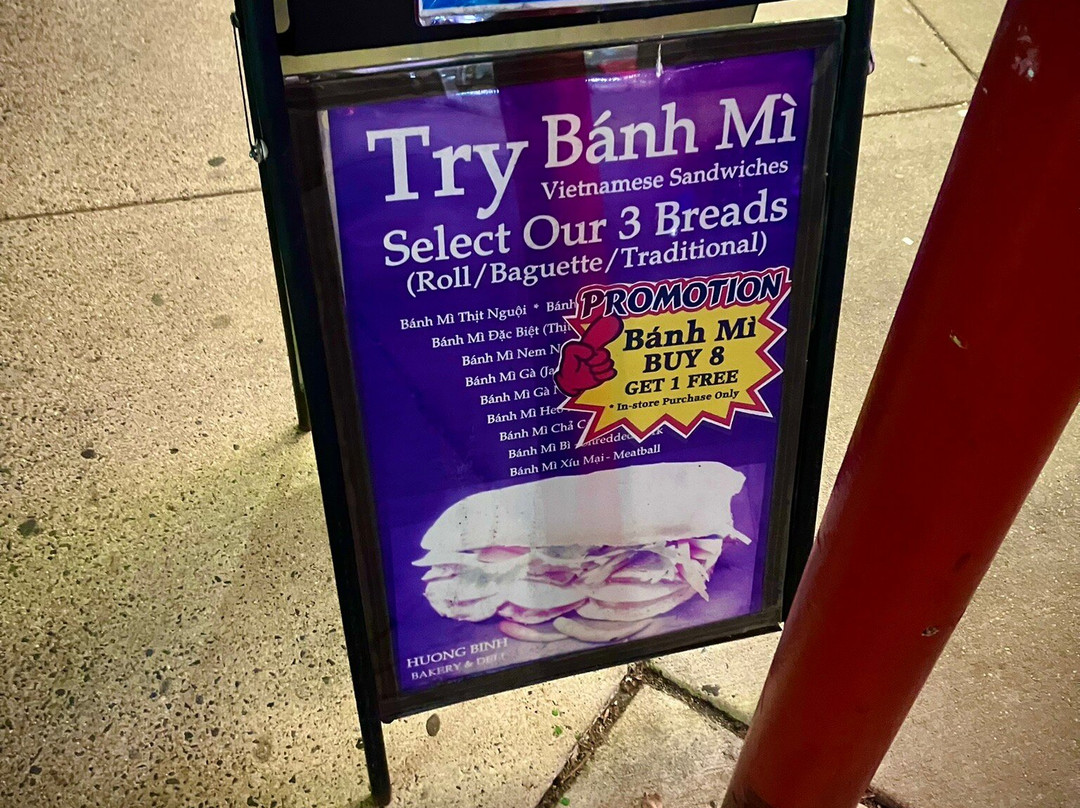 Try Bánh Mì
Vietnamese Sandwiches
Select Our 3 Breads
(Roll/Baguette/Traditional)
Bánh Mì Thịt Nguội * Bánh
Bánh Mì Đặc Biệt
Bánh Mì Nem
Bánh Mì Gà
Bánh Mì Gà
Bánh Mì Heo
Bánh Mì Chả
Bánh Mì Bì
Bánh Mì Xíu Mại - Meatball
PROMOTION
Bánh Mì
BUY 8
GET 1 FREE
* In-store Purchase Only
HUONG BINH
BAKERY & DELI